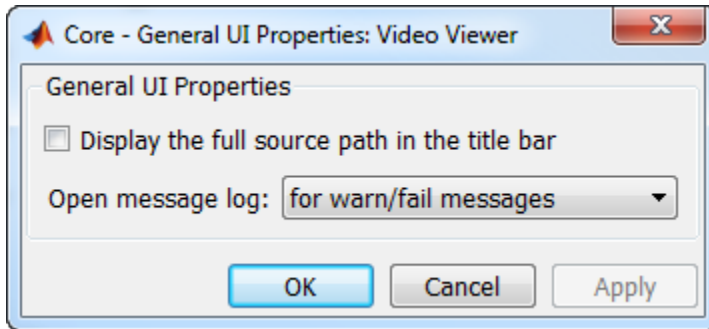 Core - General UI Properties: Video Viewer
General UI Properties
Display the full source path in the title bar
Open message log: for warn/fail messages
OK Cancel Apply